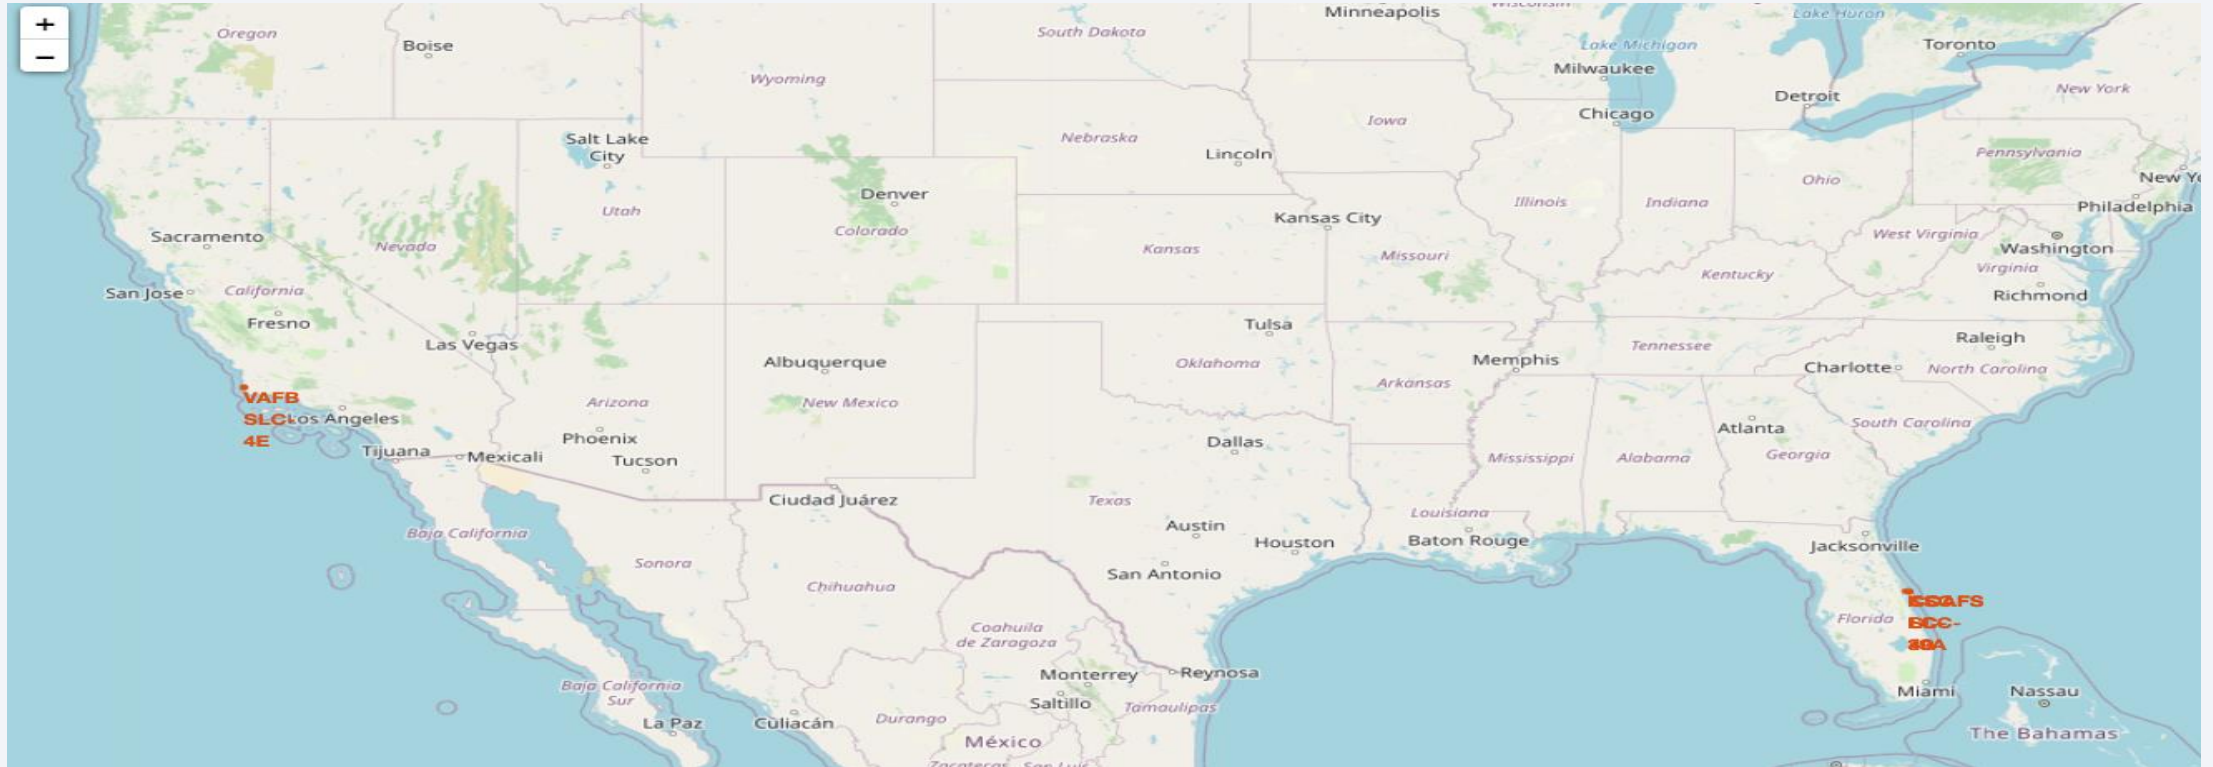 +
−
Oregon
Boise
South Dakota
Minneapolis
Wisconsin
Lake Huron
Lake Michigan
Toronto
Wyoming
Milwaukee
Detroit
New York
Chicago
Iowa
Salt Lake
City
Nebraska
Lincoln
Pennsylvania
New Y
Denver
Utah
Ohio
Illinois
Indiana
Philadelphia
Kansas City
Sacramento
Nevada
Colorado
Kansas
Missouri
West Virginia
Washington
Kentucky
Virginia
San Jose
California
Richmond
Fresno
Las Vegas
Tulsa
Raleigh
Albuquerque
Oklahoma
Memphis
Tennessee
Charlotte
North Carolina
Arkansas
VAFB
SLC-
4E
Los Angeles
Arizona
New Mexico
Phoenix
Dallas
Atlanta
South Carolina
Tijuana
Mexicali
Tucson
Mississippi
Alabama
Georgia
Ciudad Juárez
Texas
Louisiana
Baja California
Austin
Houston
Baton Rouge
Jacksonville
Sonora
San Antonio
Chihuahua
Florida
Coahuila
de Zaragoza
Monterrey
Reynosa
Baja California
Sur
Saltillo
Tamaulipas
Miami
Nassau
La Paz
Culiacán
Durango
México
The Bahamas
Zacatecas
San Luis